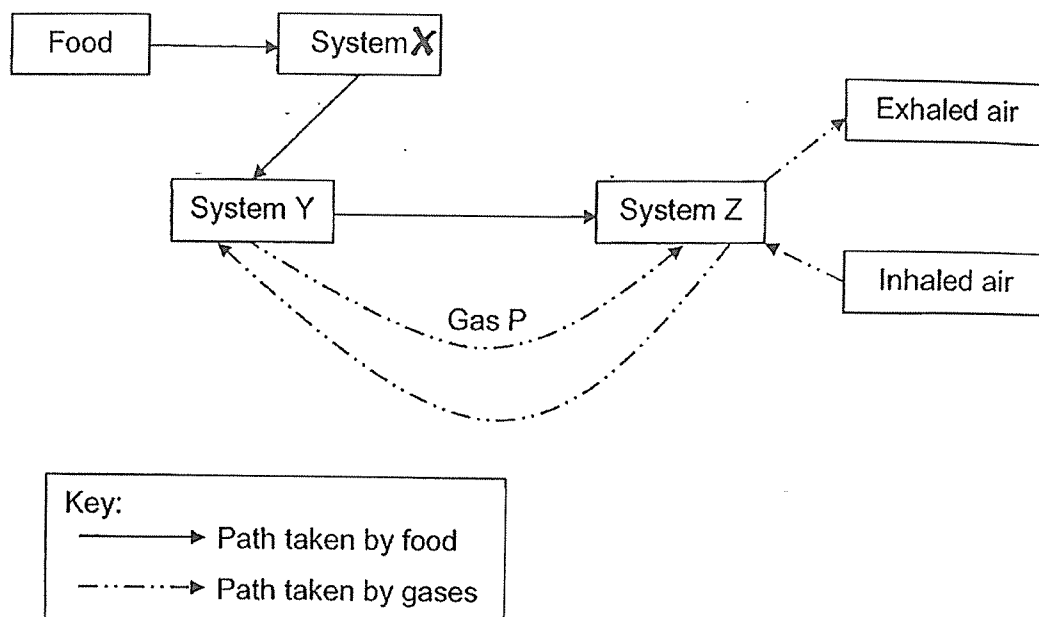 Food
System X
Exhaled air
System Y
System Z
Inhaled air
Gas P
Key:
Path taken by food
Path taken by gases